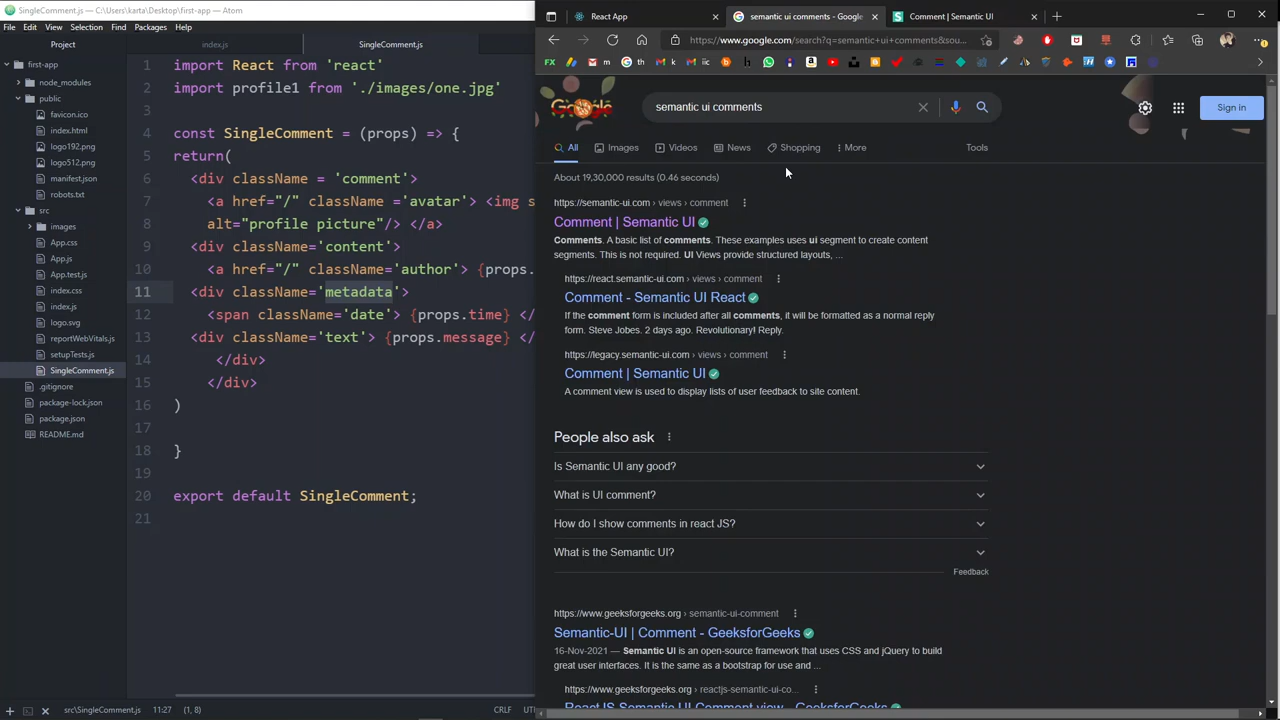 SingleComment.js — C:\Users\karta\Desktop\first-app — Atom
File Edit View Selection Find Packages Help
Project
first-app
node_modules
public
favicon.ico
index.html
logo192.png
logo512.png
manifest.json
robots.txt
src
images
App.css
App.js
App.test.js
index.css
index.js
logo.svg
reportWebVitals.js
setupTests.js
SingleComment.js
.gitignore
package-lock.json
package.json
README.md
index.js SingleComment.js
1 import React from 'react'
2 import profile1 from './images/one.jpg'
3
4 const SingleComment = (props) => {
5 return(
6 <div className = 'comment'>
7 <a href="/" className ='avatar'> <img s
8 alt="profile picture"/> </a>
9 <div className='content'>
10 <a href="/" className='author'> {props.
11 <div className='metadata'>
12 <span className='date'> {props.time} </
13 <div className='text'> {props.message} </
14 </div>
15 </div>
16 )
17
18 }
19
20 export default SingleComment;
21
src\SingleComment.js 11:27 (1, 8) CRLF UT
React App
semantic ui comments - Google
Comment | Semantic UI
https://www.google.com/search?q=semantic+ui+comments&sou...
FX m th k iic b
semantic ui comments
Sign in
All Images Videos News Shopping More Tools
About 19,30,000 results (0.46 seconds)
https://semantic-ui.com › views › comment
Comment | Semantic UI
Comments. A basic list of comments. These examples uses ui segment to create content
segments. This is not required. UI Views provide structured layouts, ...
https://react.semantic-ui.com › views › comment
Comment - Semantic UI React
If the comment form is included after all comments, it will be formatted as a normal reply
form. Steve Jobes. 2 days ago. Revolutionary! Reply.
https://legacy.semantic-ui.com › views › comment
Comment | Semantic UI
A comment view is used to display lists of user feedback to site content.
People also ask
Is Semantic UI any good?
What is UI comment?
How do I show comments in react JS?
What is the Semantic UI?
Feedback
https://www.geeksforgeeks.org › semantic-ui-comment
Semantic-UI | Comment - GeeksforGeeks
16-Nov-2021 — Semantic UI is an open-source framework that uses CSS and jQuery to build
great user interfaces. It is the same as a bootstrap for use and ...
https://www.geeksforgeeks.org › reactjs-semantic-ui-co...
ReactJS Semantic UI Comment view - GeeksforGeeks